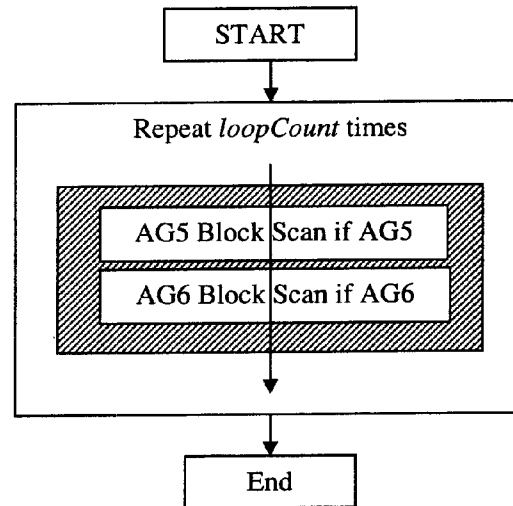 START
Repeat loopCount times
AG5 Block Scan if AG5
AG6 Block Scan if AG6
End